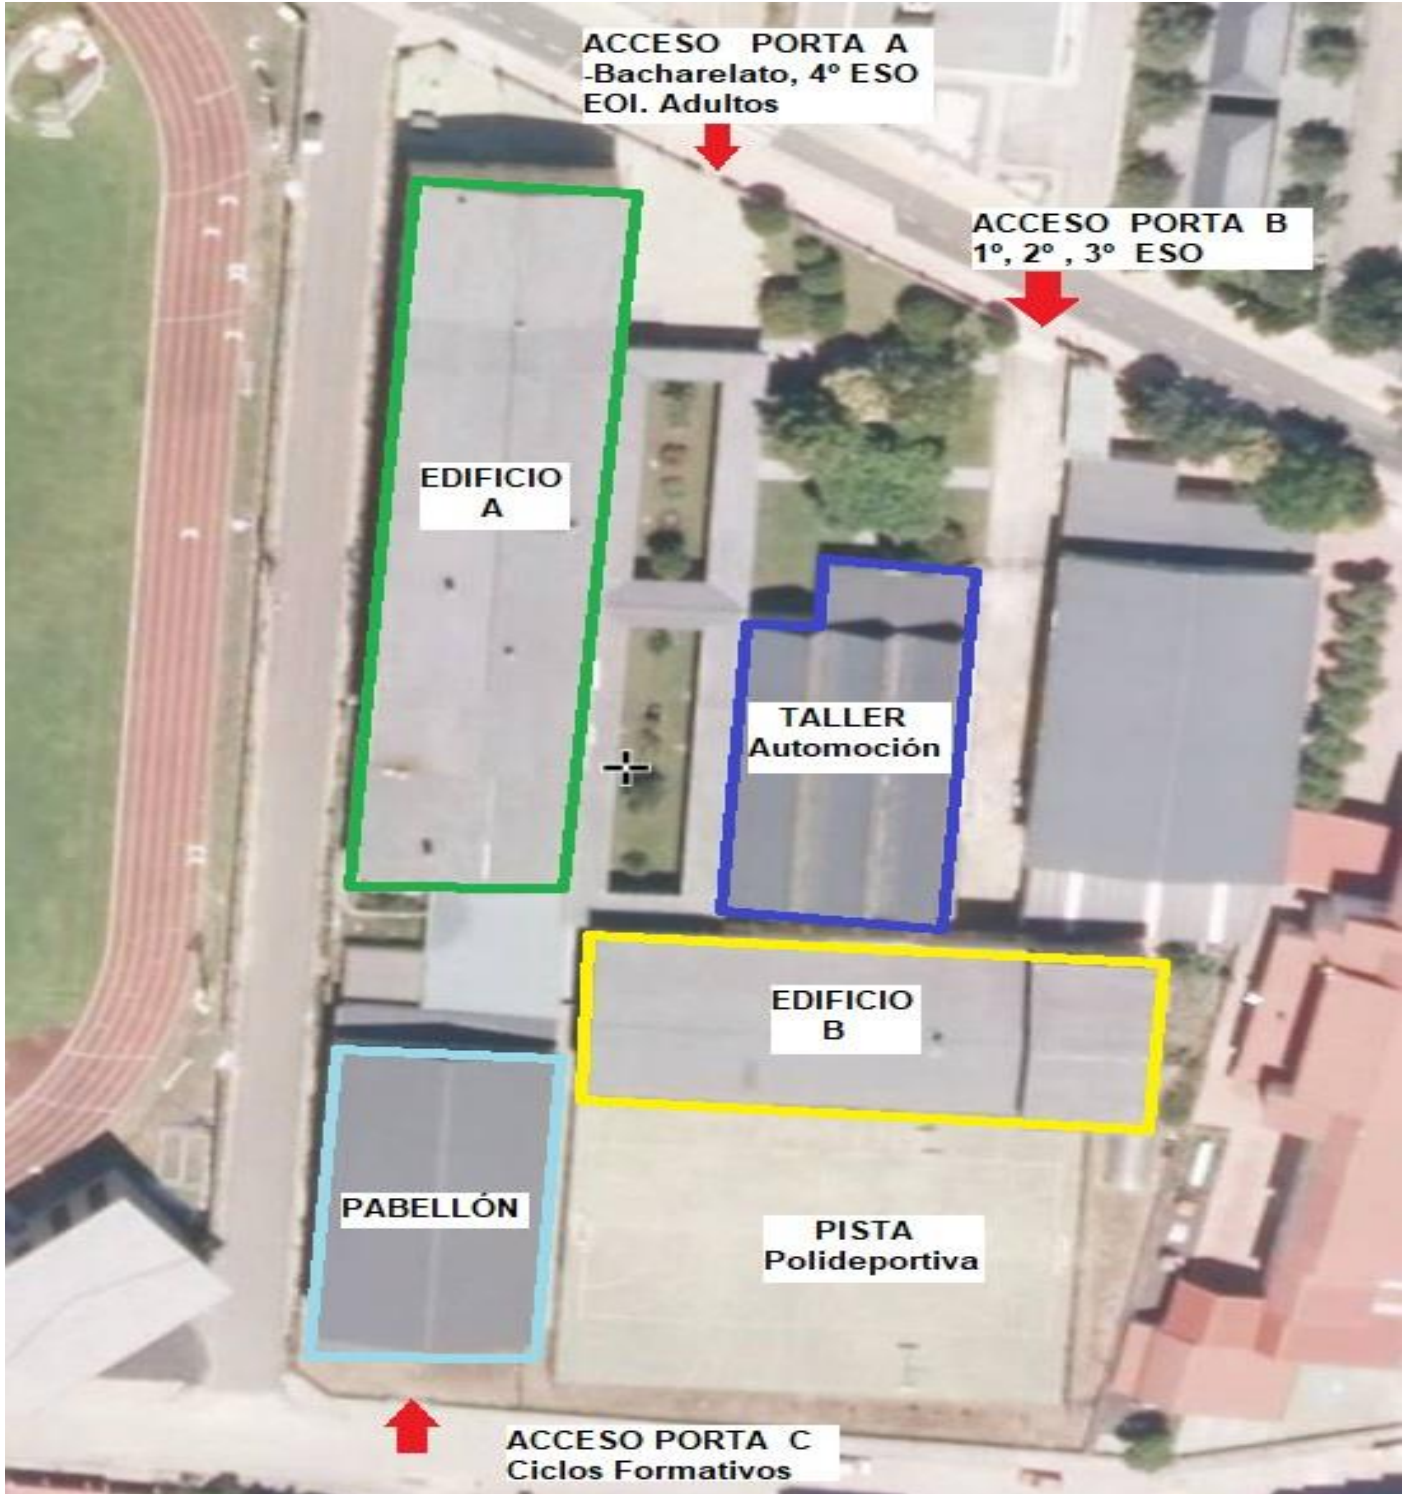 ACCESO PORTA A
-Bacharelato, 4º ESO
EOI. Adultos
ACCESO PORTA B
1º, 2º , 3º ESO
EDIFICIO
A
TALLER
Automoción
EDIFICIO
B
PABELLÓN
PISTA
Polideportiva
ACCESO PORTA C
Ciclos Formativos